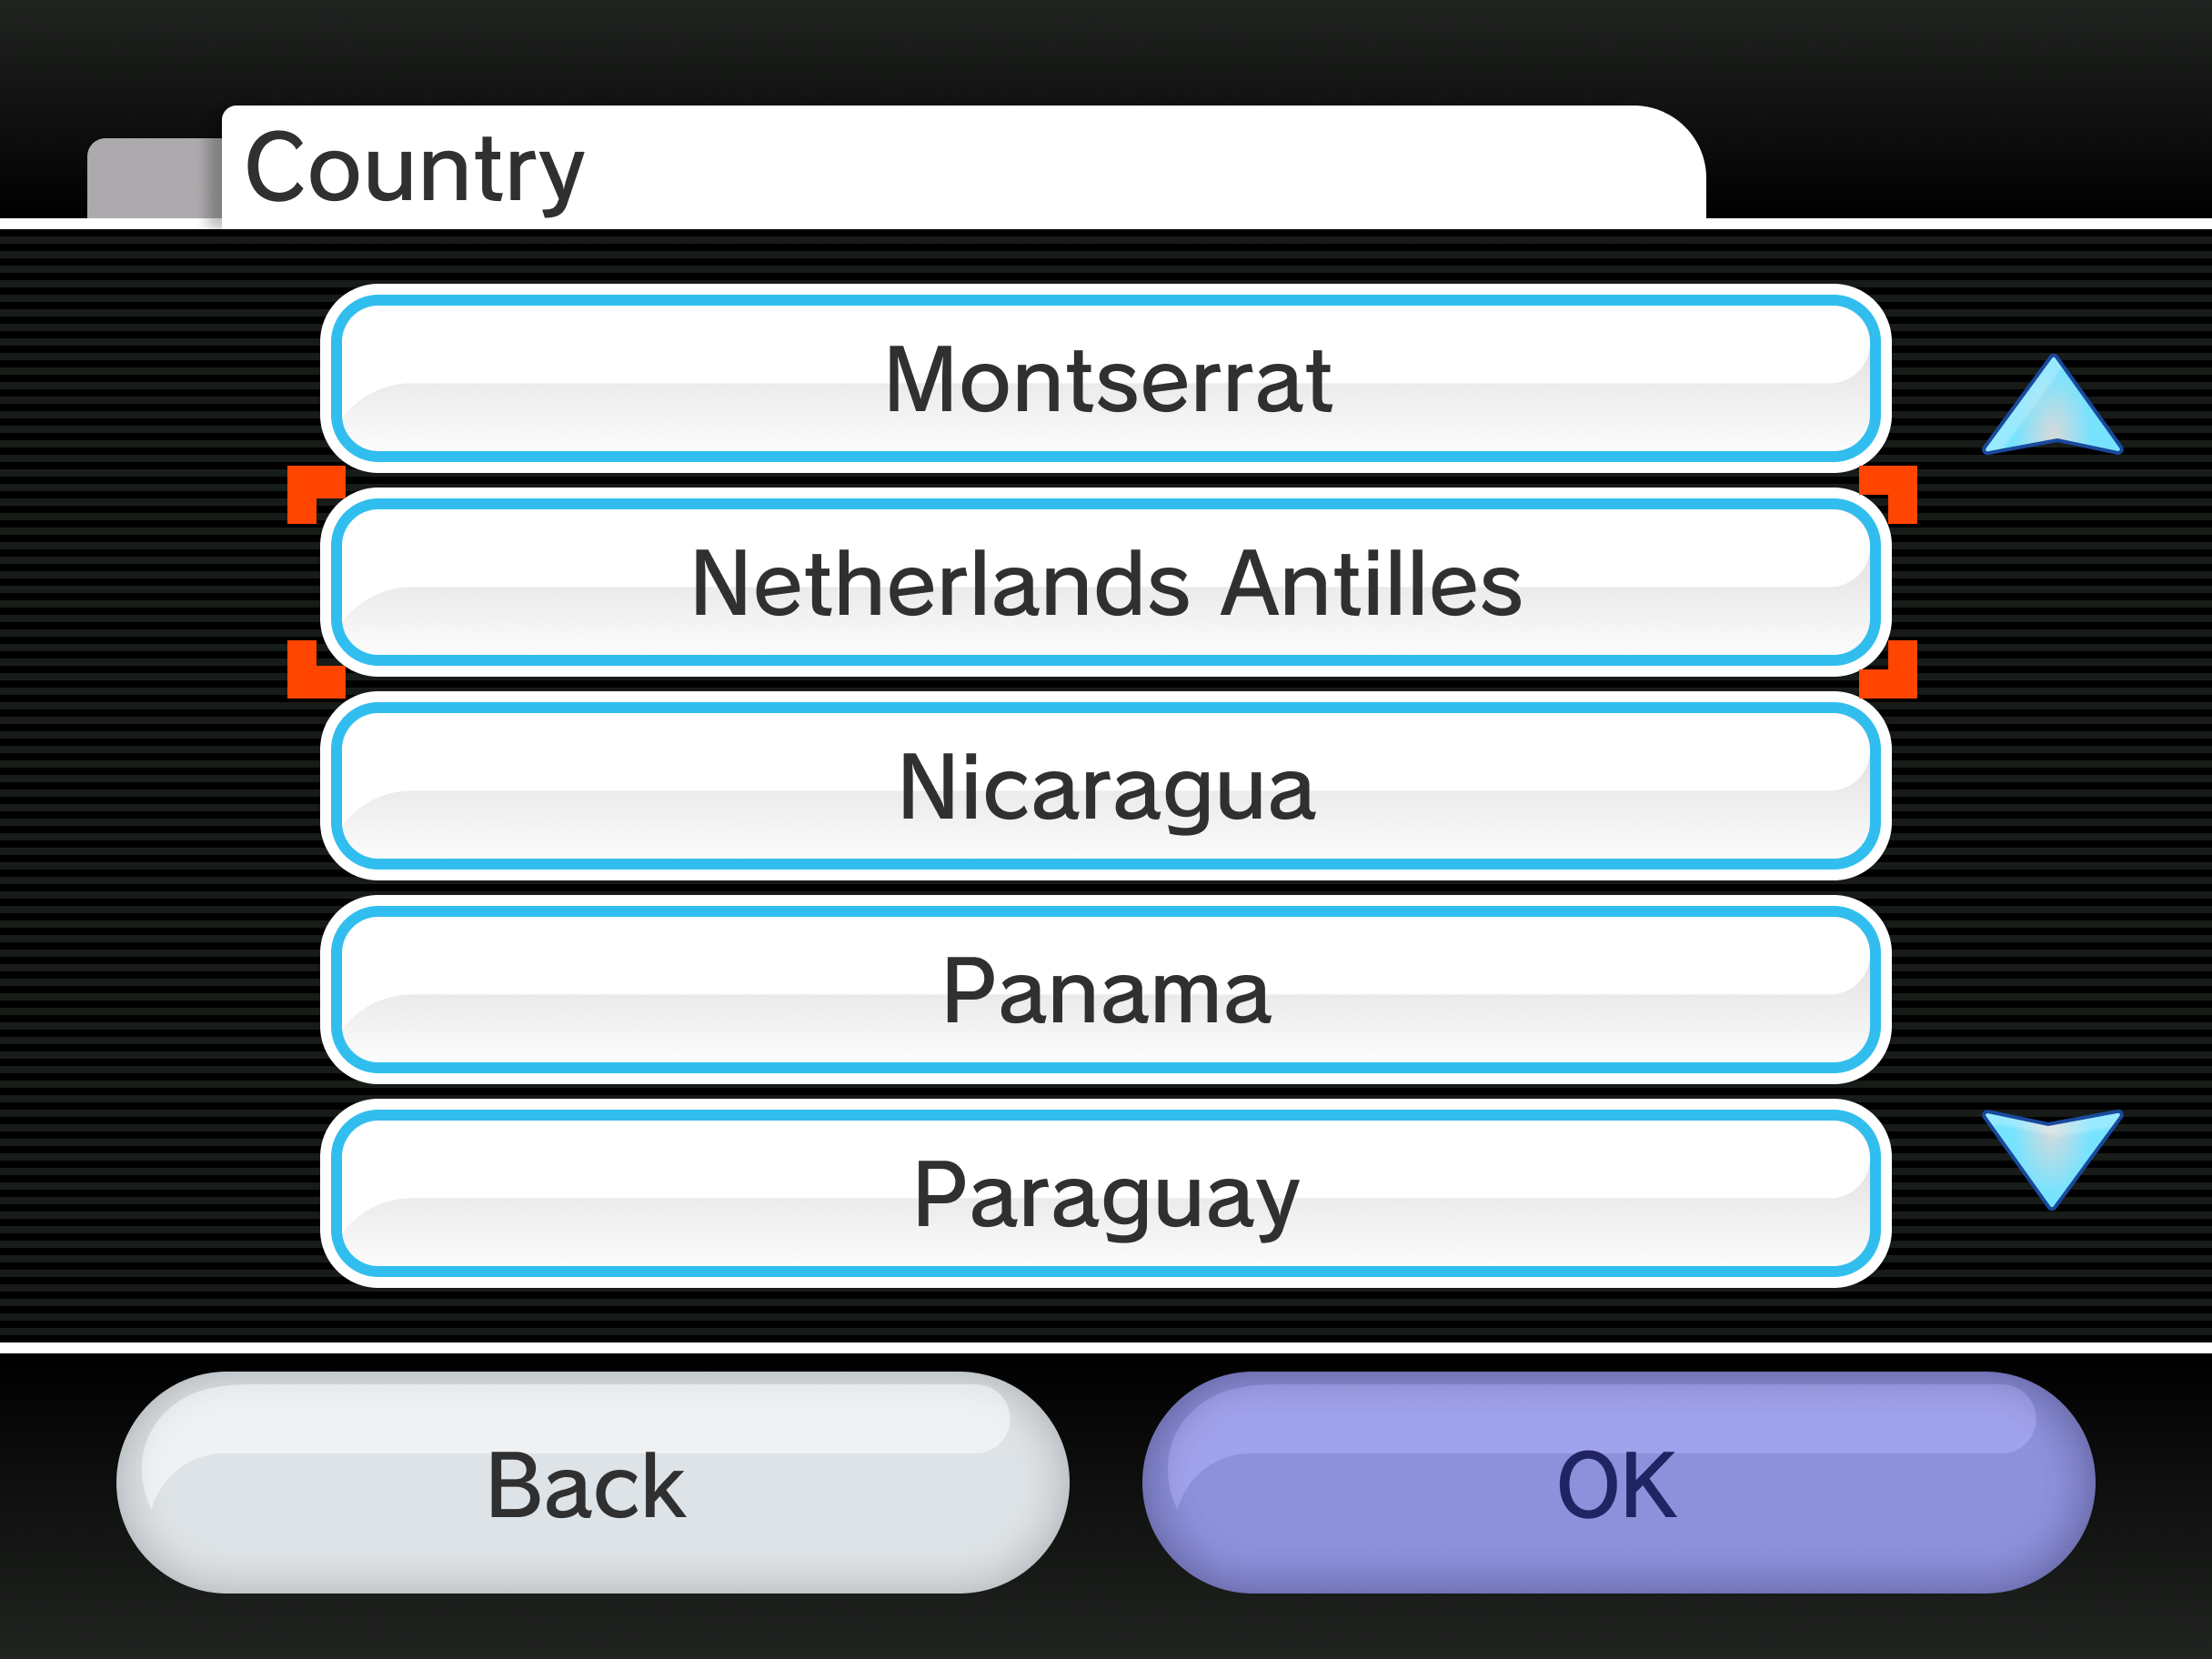 Country
Montserrat
Netherlands Antilles
Nicaragua
Panama
Paraguay
Back
OK